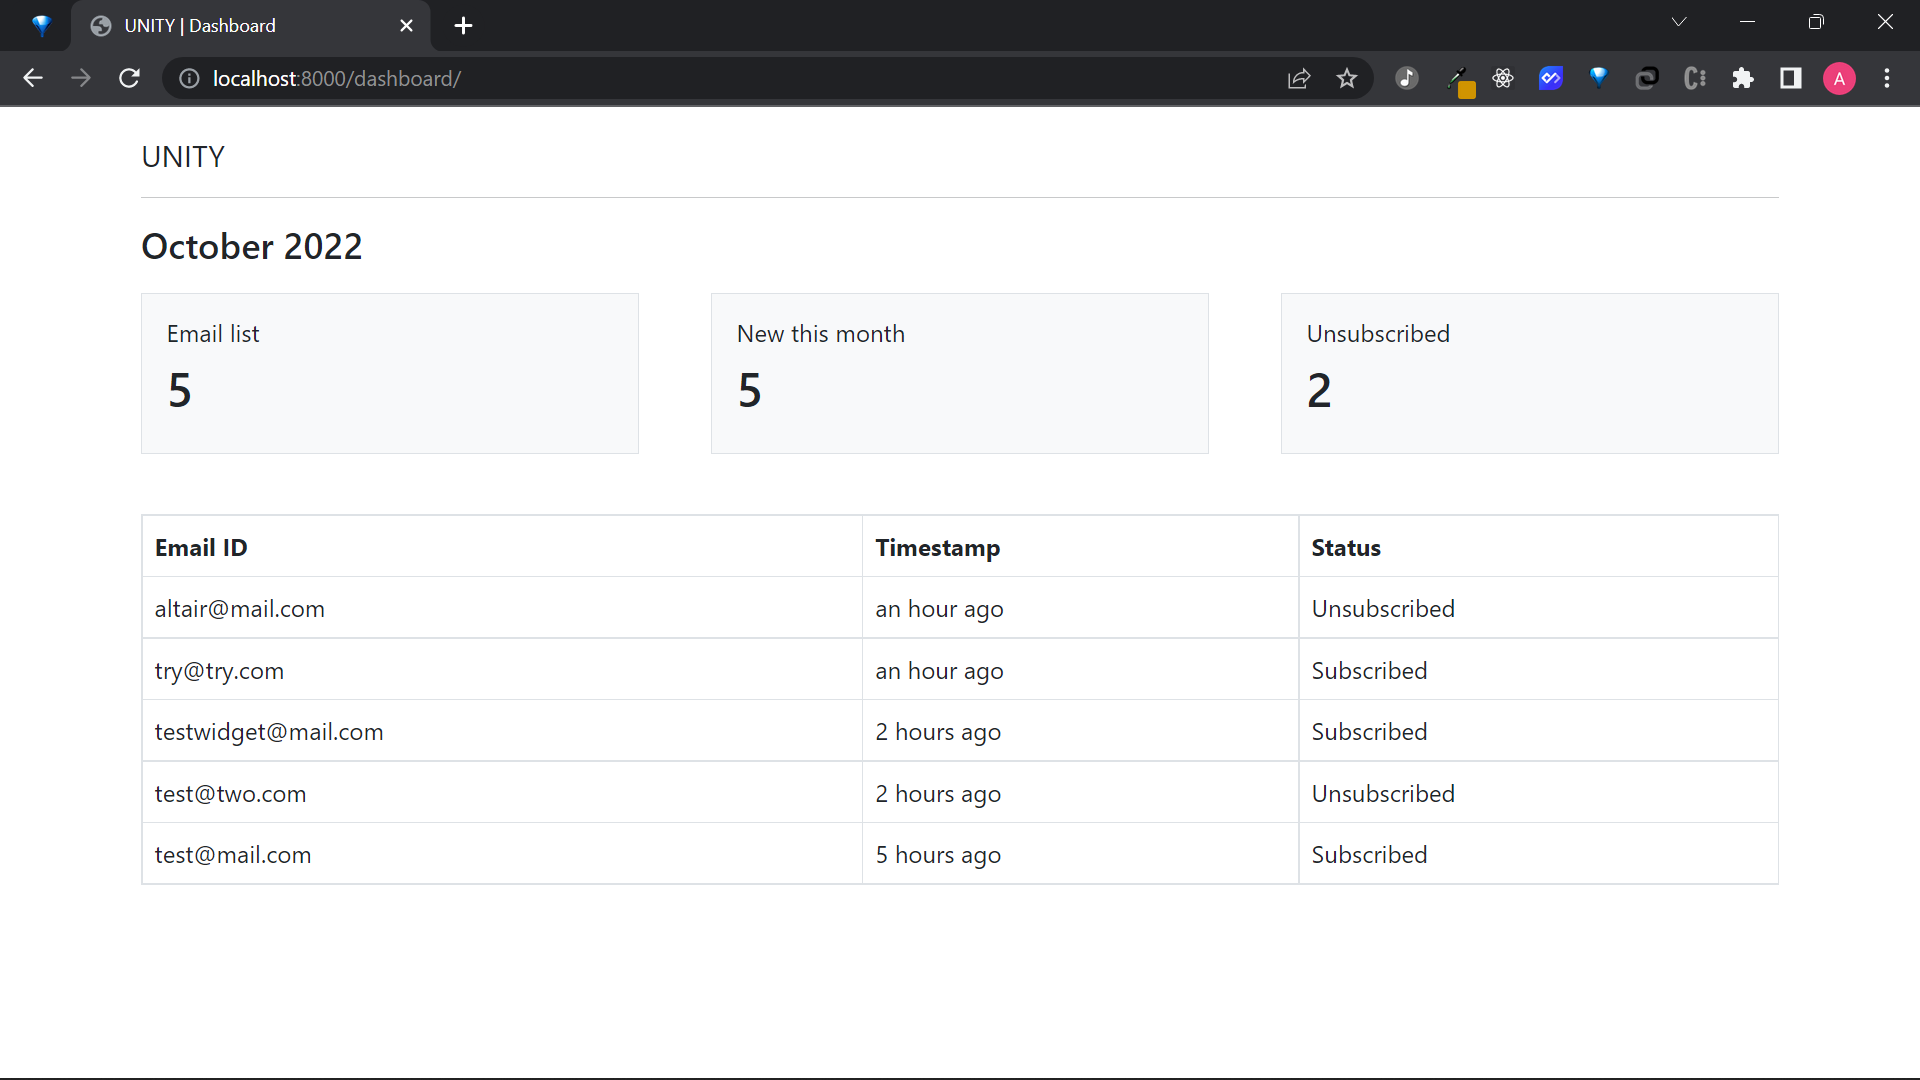 UNITY | Dashboard
localhost:8000/dashboard/
A
UNITY
October 2022
Email list
5
New this month
5
Unsubscribed
2
Email ID Timestamp Status
altair@mail.com an hour ago Unsubscribed
try@try.com an hour ago Subscribed
testwidget@mail.com 2 hours ago Subscribed
test@two.com 2 hours ago Unsubscribed
test@mail.com 5 hours ago Subscribed